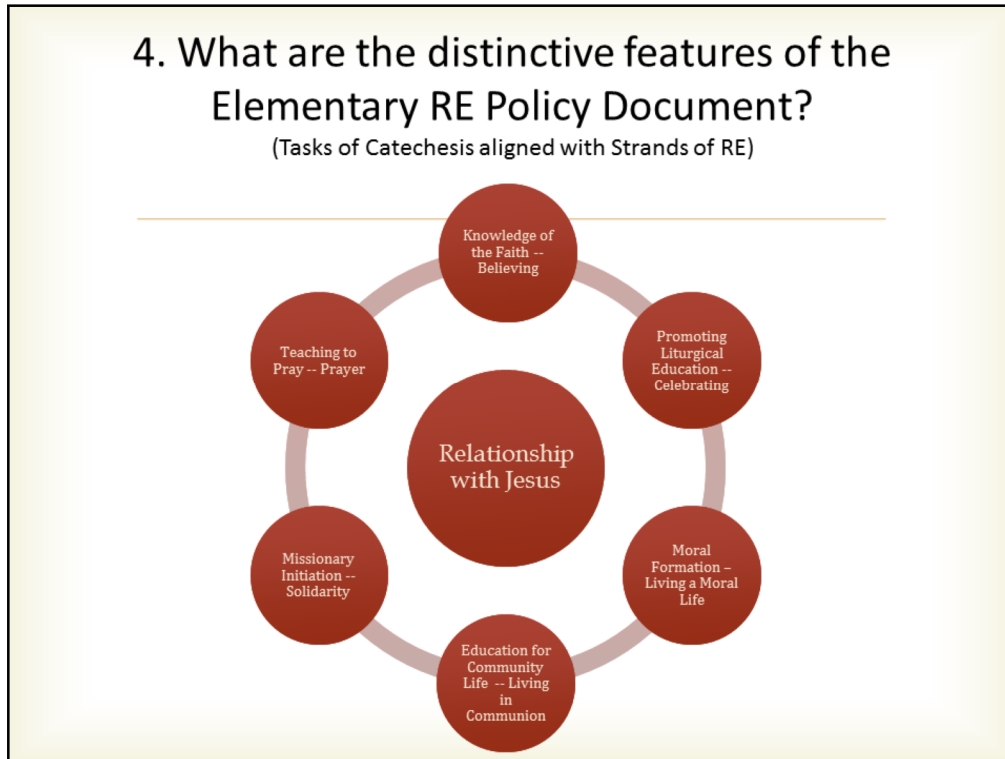 4. What are the distinctive features of the
Elementary RE Policy Document?
(Tasks of Catechesis aligned with Strands of RE)
Knowledge of
the Faith --
Believing
Promoting
Liturgical
Education --
Celebrating
Moral
Formation –
Living a Moral
Life
Education for
Community
Life -- Living
in
Communion
Missionary
Initiation --
Solidarity
Teaching to
Pray -- Prayer
Relationship
with Jesus